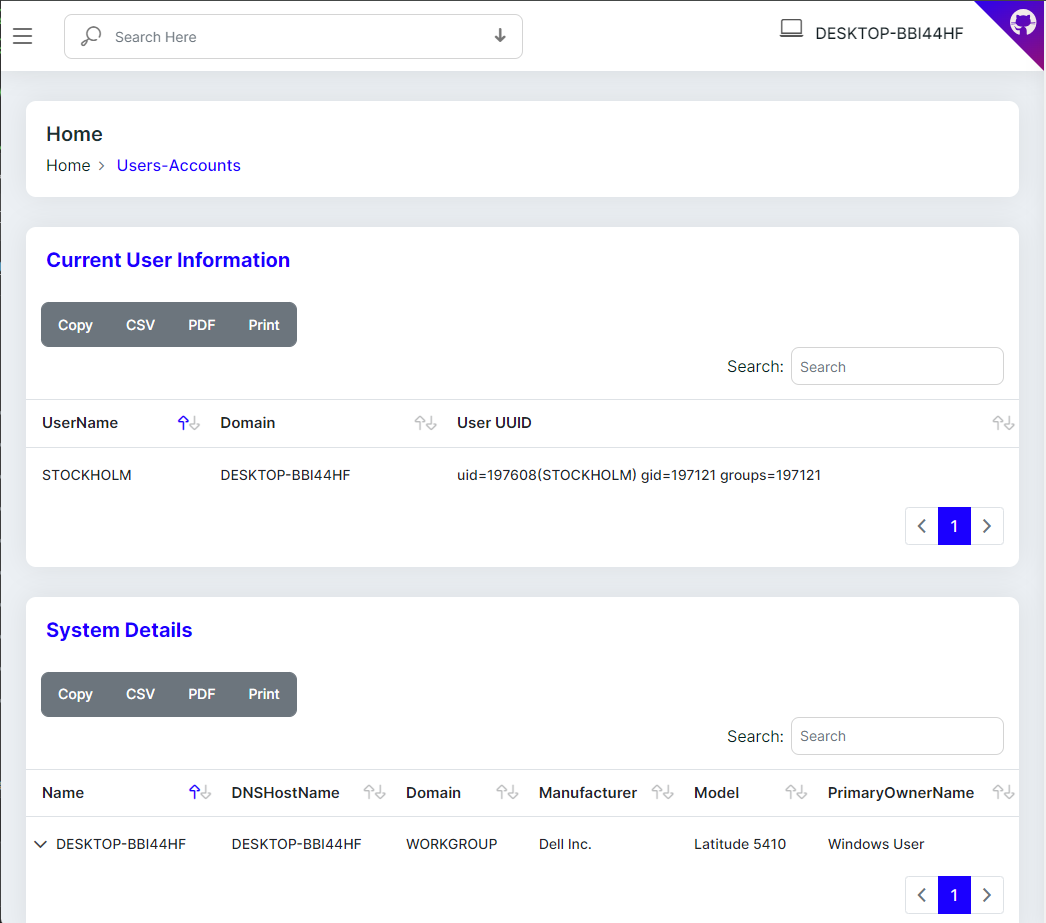 Search Here
DESKTOP-BBI44HF
Home
Home > Users-Accounts
Current User Information
Copy CSV PDF Print
Search: Search
UserName Domain User UUID
STOCKHOLM DESKTOP-BBI44HF uid=197608(STOCKHOLM) gid=197121 groups=197121
1
System Details
Copy CSV PDF Print
Search: Search
Name DNSHostName Domain Manufacturer Model PrimaryOwnerName
DESKTOP-BBI44HF DESKTOP-BBI44HF WORKGROUP Dell Inc. Latitude 5410 Windows User
1